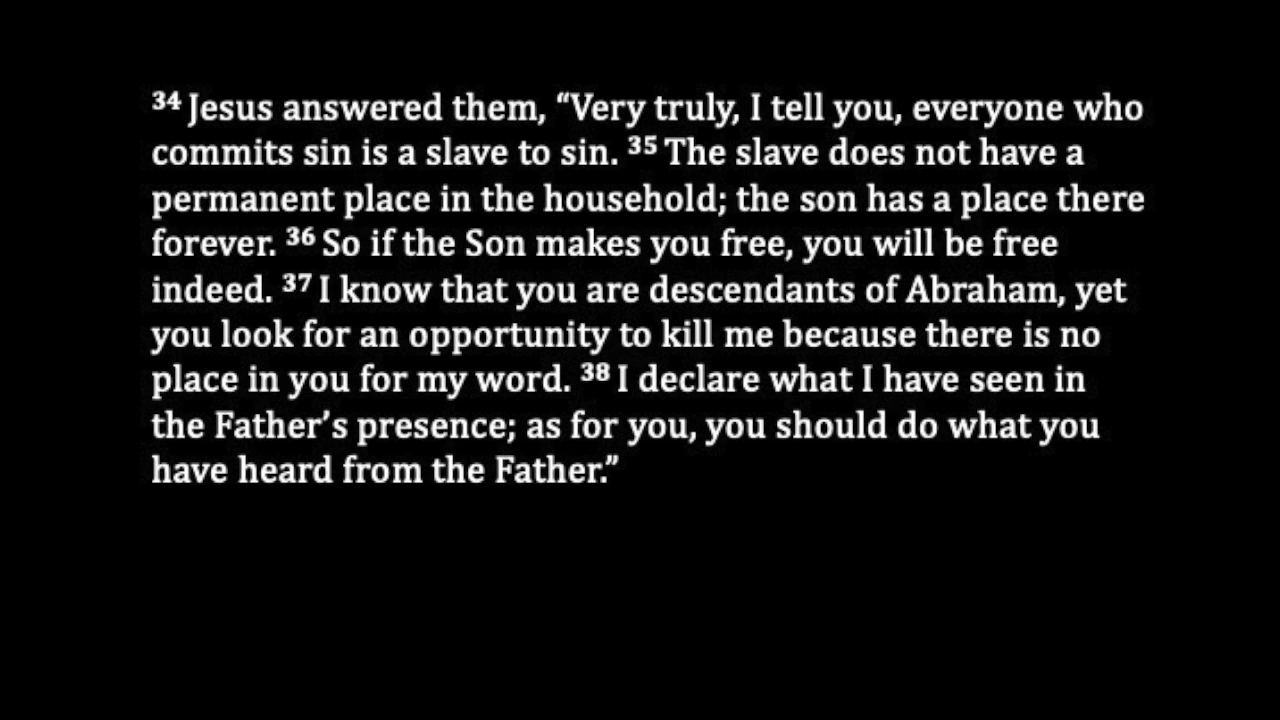 34 Jesus answered them, “Very truly, I tell you, everyone who
commits sin is a slave to sin. 35 The slave does not have a
permanent place in the household; the son has a place there
forever. 36 So if the Son makes you free, you will be free
indeed. 37 I know that you are descendants of Abraham, yet
you look for an opportunity to kill me because there is no
place in you for my word. 38 I declare what I have seen in
the Father’s presence; as for you, you should do what you
have heard from the Father.”